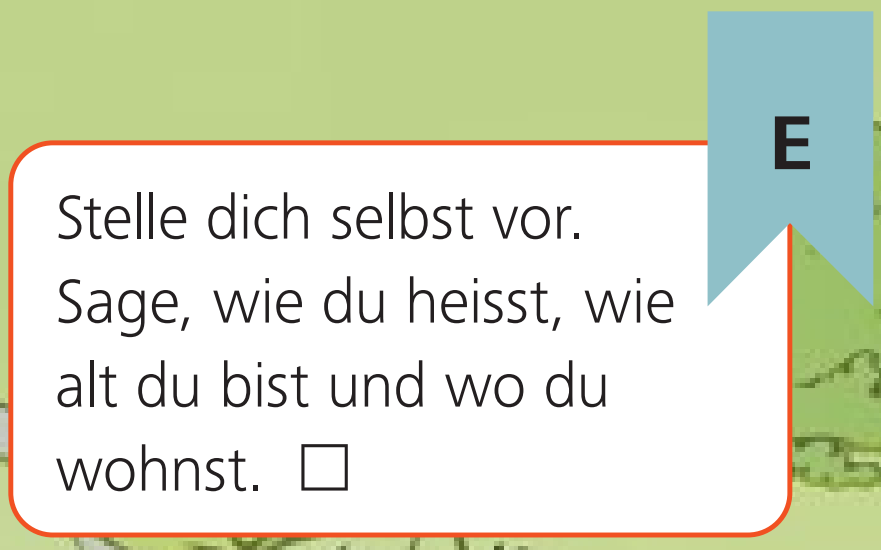 E
Stelle dich selbst vor.
Sage, wie du heisst, wie
alt du bist und wo du
wohnst. ☐